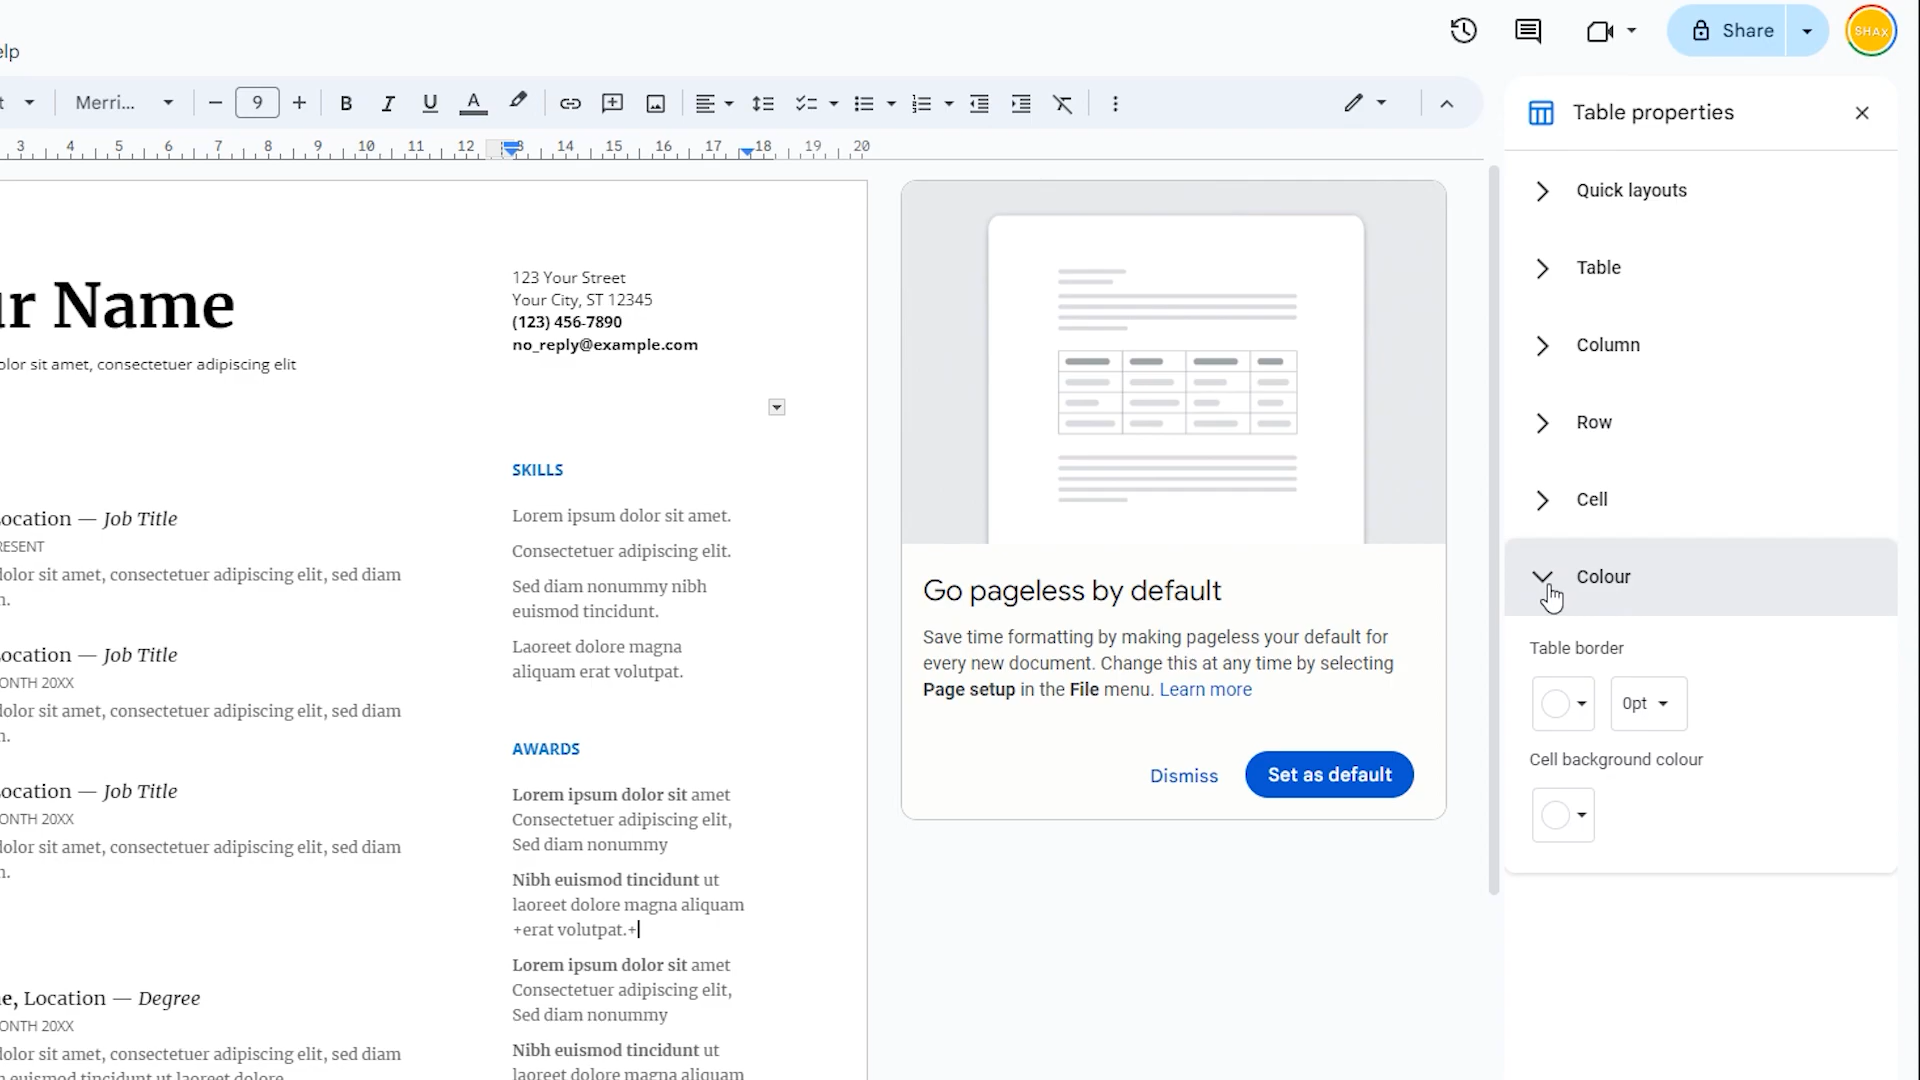 elp
Share
SHAX
t
Merri...
9
3 4 5 6 7 8 9 10 11 12 13 14 15 16 17 18 19 20
ur Name
olor sit amet, consectetuer adipiscing elit
ocation — Job Title
RESENT
dolor sit amet, consectetuer adipiscing elit, sed diam
n.
ocation — Job Title
ONTH 20XX
dolor sit amet, consectetuer adipiscing elit, sed diam
n.
ocation — Job Title
ONTH 20XX
dolor sit amet, consectetuer adipiscing elit, sed diam
n.
e, Location — Degree
ONTH 20XX
dolor sit amet, consectetuer adipiscing elit, sed diam
h euismod tincidunt ut laoreet dolore
123 Your Street
Your City, ST 12345
(123) 456-7890
no_reply@example.com
SKILLS
Lorem ipsum dolor sit amet.
Consectetuer adipiscing elit.
Sed diam nonummy nibh
euismod tincidunt.
Laoreet dolore magna
aliquam erat volutpat.
AWARDS
Lorem ipsum dolor sit amet
Consectetuer adipiscing elit,
Sed diam nonummy
Nibh euismod tincidunt ut
laoreet dolore magna aliquam
+erat volutpat.+
Lorem ipsum dolor sit amet
Consectetuer adipiscing elit,
Sed diam nonummy
Nibh euismod tincidunt ut
laoreet dolore magna aliquam
Go pageless by default
Save time formatting by making pageless your default for
every new document. Change this at any time by selecting
Page setup in the File menu. Learn more
Dismiss
Set as default
Table properties
Quick layouts
Table
Column
Row
Cell
Colour
Table border
0pt
Cell background colour